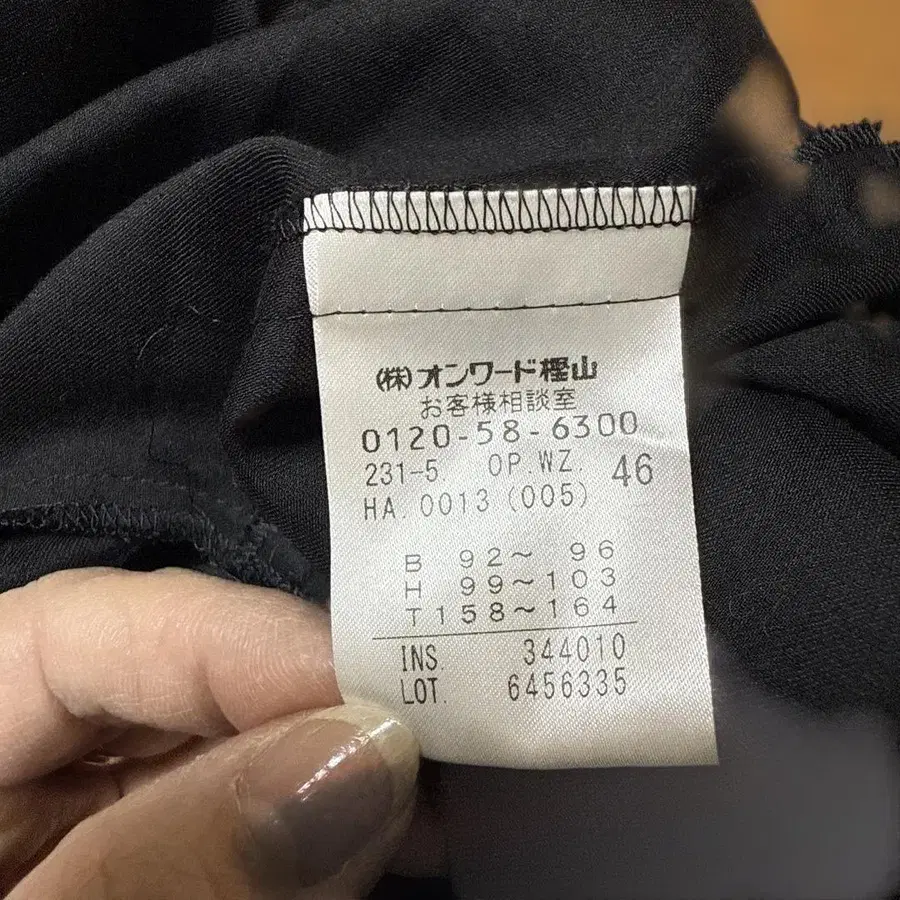 (株)オンワード樫山
お客様相談室
0120-58-6300
231-5 OP.WZ. 46
HA.0013(005)
B 92～ 96
H 99～103
T158～164
INS 344010
LOT. 6456335